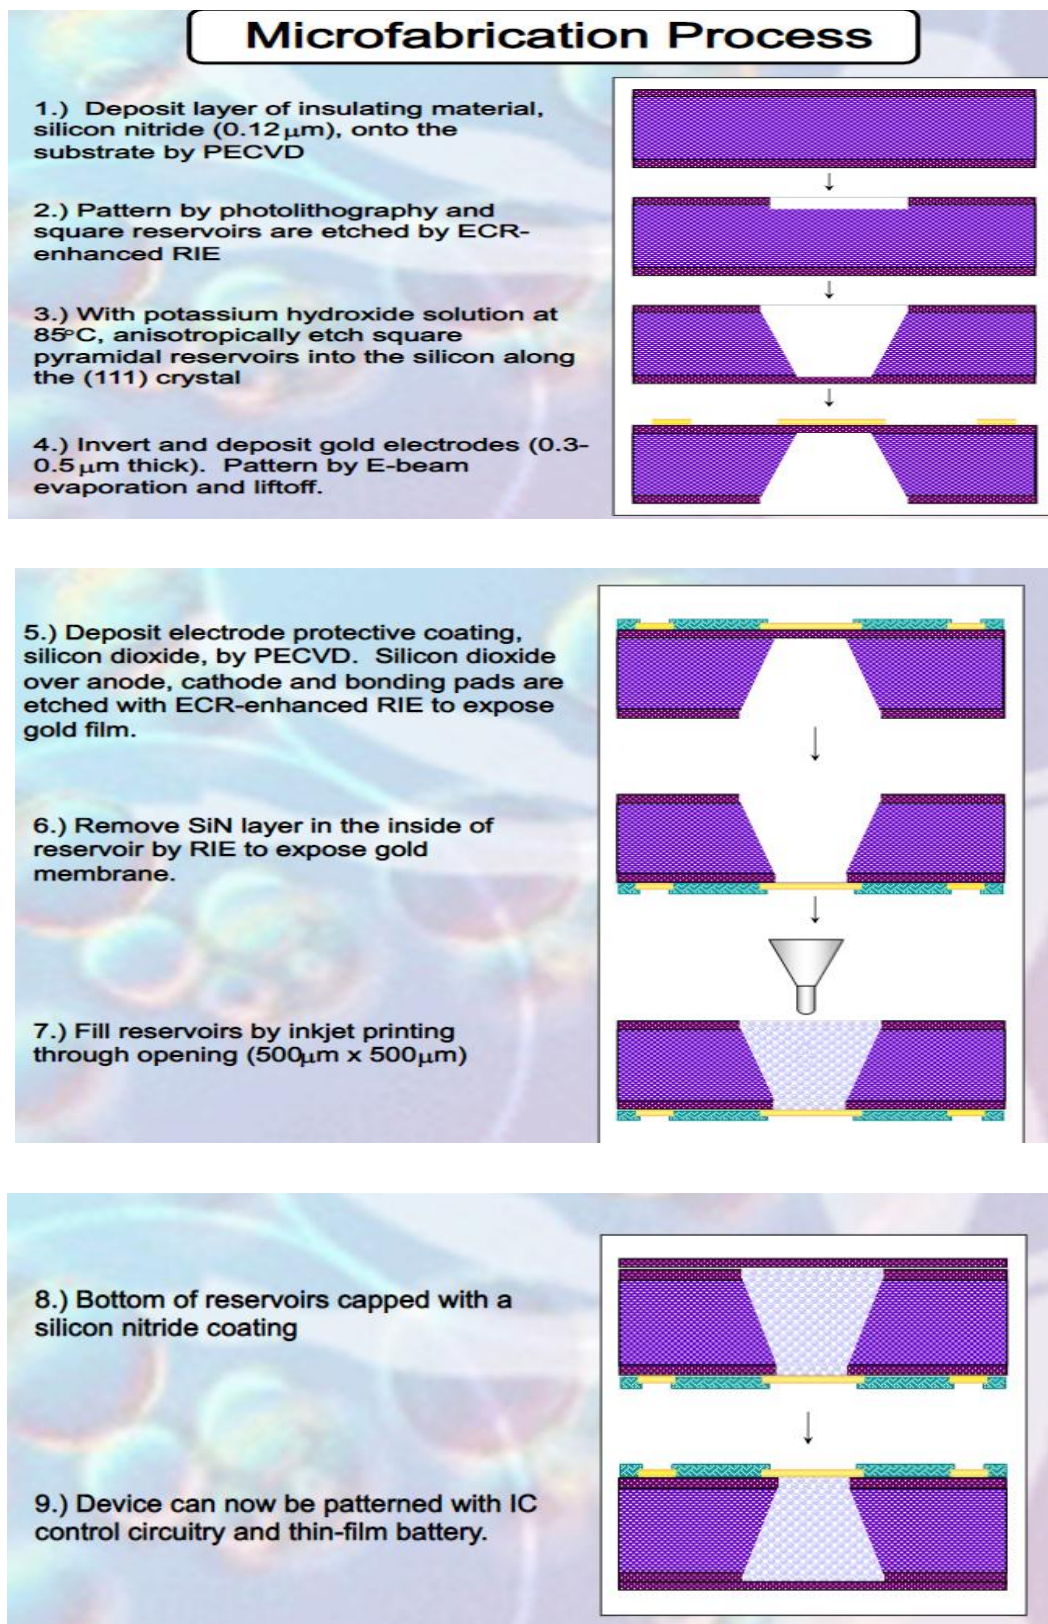 Microfabrication Process
1.) Deposit layer of insulating material,
silicon nitride (0.12μm), onto the
substrate by PECVD
2.) Pattern by photolithography and
square reservoirs are etched by ECR-
enhanced RIE
3.) With potassium hydroxide solution at
85°C, anisotropically etch square
pyramidal reservoirs into the silicon along
the (111) crystal
4.) Invert and deposit gold electrodes (0.3-
0.5μm thick). Pattern by E-beam
evaporation and liftoff.
5.) Deposit electrode protective coating,
silicon dioxide, by PECVD. Silicon dioxide
over anode, cathode and bonding pads are
etched with ECR-enhanced RIE to expose
gold film.
6.) Remove SiN layer in the inside of
reservoir by RIE to expose gold
membrane.
7.) Fill reservoirs by inkjet printing
through opening (500μm x 500μm)
8.) Bottom of reservoirs capped with a
silicon nitride coating
9.) Device can now be patterned with IC
control circuitry and thin-film battery.